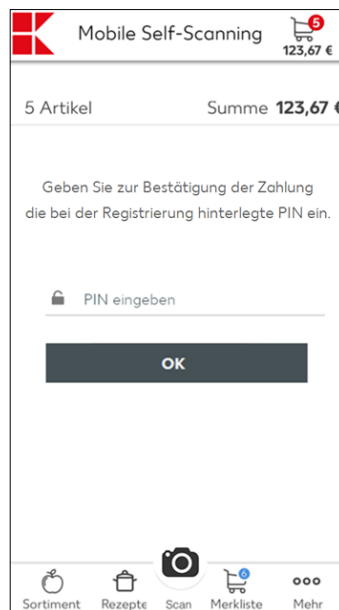 Mobile Self-Scanning
5
123,67 €
5 Artikel Summe 123,67 €
Geben Sie zur Bestätigung der Zahlung
die bei der Registrierung hinterlegte PIN ein.
PIN eingeben
OK
6
Sortiment Rezepte Scan Merkliste Mehr